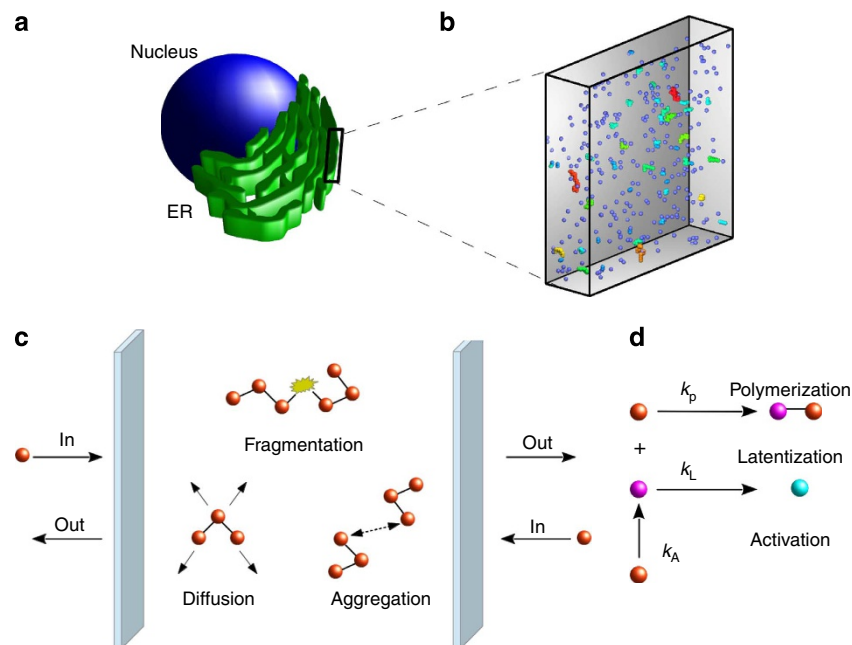 a
b
Nucleus
ER
c
d
In
Out
Fragmentation
Diffusion
Aggregation
Out
In
kp
Polymerization
+
kL
Latentization
kA
Activation